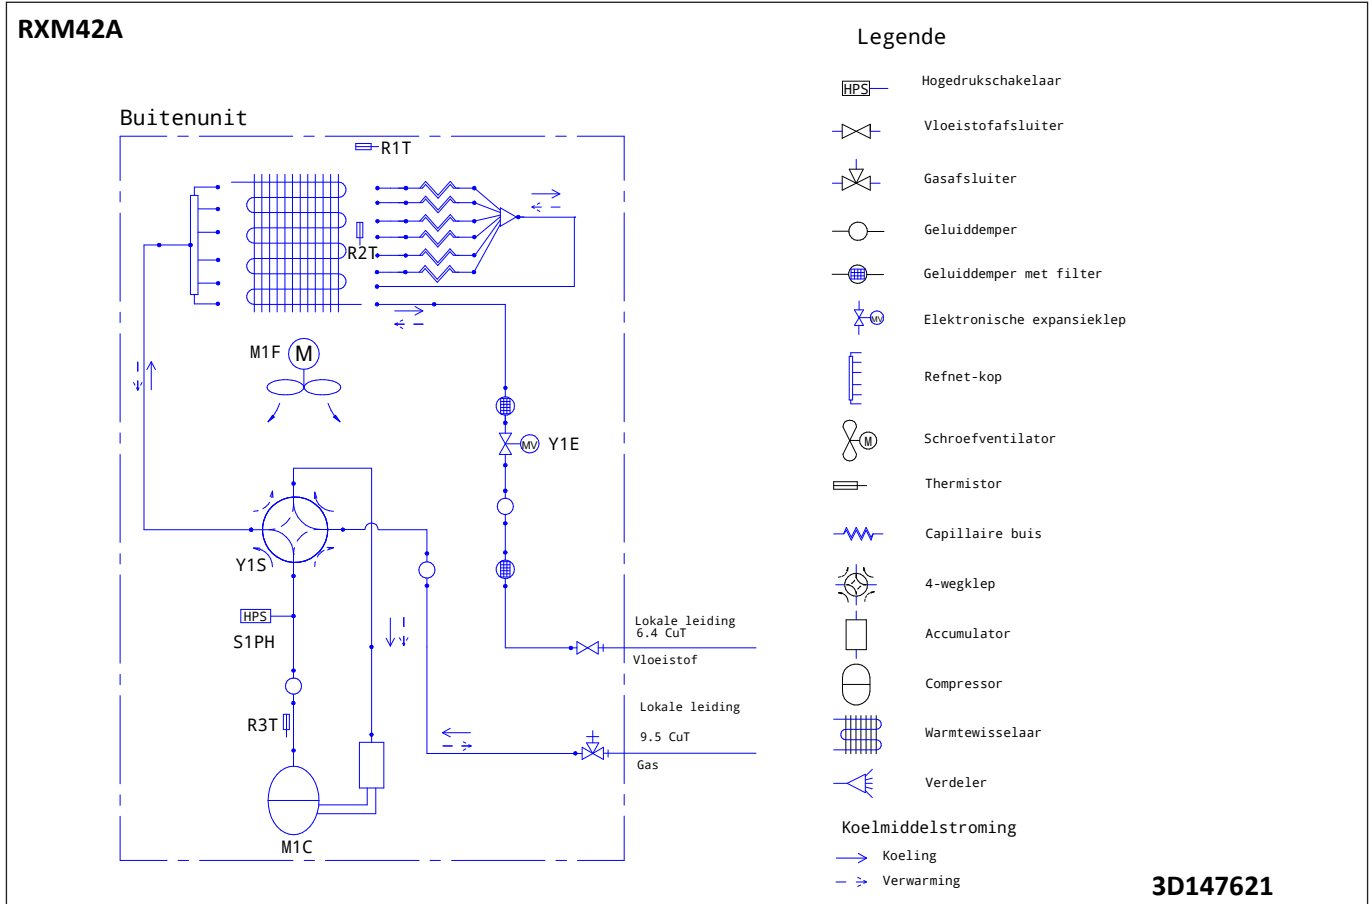 RXM42A
Buitenunit
R1T
R2T
M1F
M
MV
Y1E
Y1S
HPS
S1PH
R3T
M1C
Lokale leiding
6.4 CuT
Vloeistof
Lokale leiding
9.5 CuT
Gas
Legende
HPS
Hogedrukschakelaar
Vloeistofafsluiter
Gasafsluiter
Geluiddemper
Geluiddemper met filter
MV
Elektronische expansieklep
Refnet-kop
M
Schroefventilator
Thermistor
Capillaire buis
4-wegklep
Accumulator
Compressor
Warmtewisselaar
Verdeler
Koelmiddelstroming
Koeling
Verwarming
3D147621